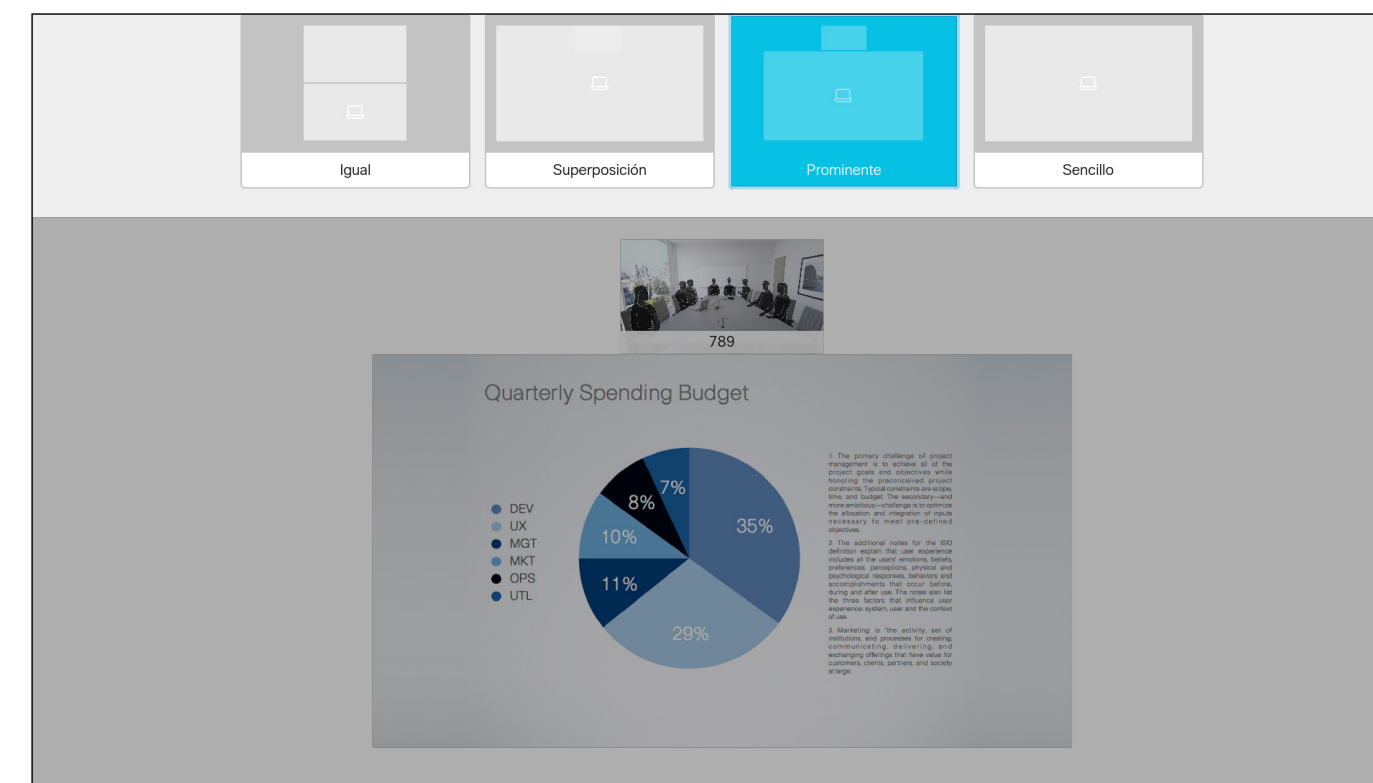 Igual
Superposición
Prominente
Sencillo
789
Quarterly Spending Budget
DEV
UX
MGT
MKT
OPS
UTL
7%
8%
35%
10%
11%
29%
1. The primary challenge of project
management is to achieve all of the
project goals and objectives while
honoring the preconceived project
constraints. Typical constraints are scope,
time, and budget. The secondary—and
more ambitious—challenge is to optimize
the allocation and integration of inputs
necessary to meet pre-defined
objectives.
2. The additional notes for the ISO
definition explain that user experience
includes all the users' emotions, beliefs,
preferences, perceptions, physical and
psychological responses, behaviors and
accomplishments that occur before,
during and after use. The notes also list
the three factors that influence user
experience: system, user and the context
of use.
3. Marketing is "the activity, set of
institutions, and processes for creating,
communicating, delivering, and
exchanging offerings that have value for
customers, clients, partners, and society
at large.